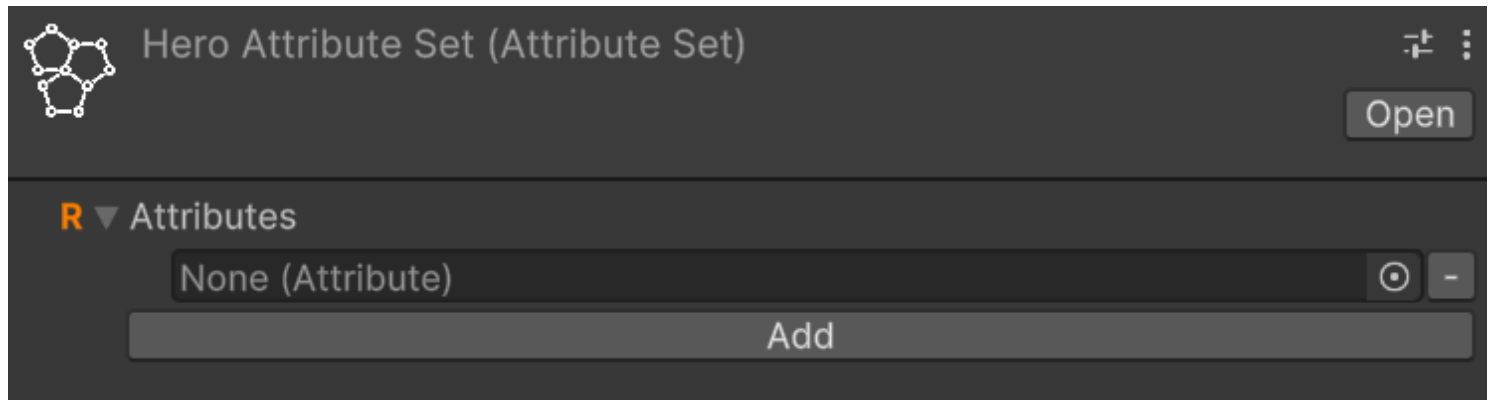 Hero Attribute Set (Attribute Set)
Open
R Attributes
None (Attribute)
-
Add